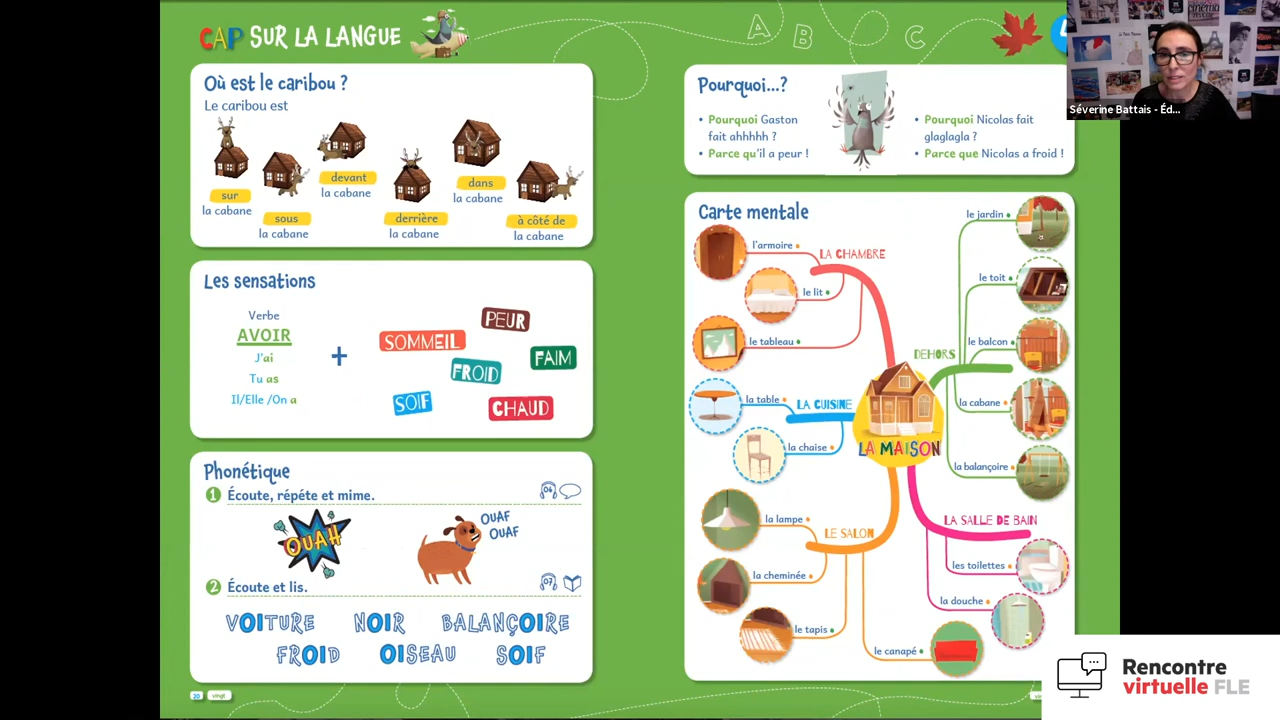 CAP SUR LA LANGUE
Où est le caribou ?
Le caribou est
sur
la cabane
sous
la cabane
devant
la cabane
derrière
la cabane
dans
la cabane
à côté de
la cabane
Les sensations
Verbe
AVOIR
J'ai
Tu as
Il/Elle /On a
+
SOMMEIL
PEUR
FROID
FAIM
SOIF
CHAUD
Phonétique
1 Écoute, répéte et mime.
06
OUAH
OUAF
OUAF
2 Écoute et lis.
07
VOITURE NOIR BALANÇOIRE
FROID OISEAU SOIF
20 vingt
A B C
Pourquoi...?
• Pourquoi Gaston
fait ahhhhh ?
• Parce qu'il a peur !
• Pourquoi Nicolas fait
glaglagla ?
• Parce que Nicolas a froid !
Carte mentale
LA MAISON
LA CHAMBRE
l'armoire
le lit
le tableau
LA CUISINE
la table
la chaise
LE SALON
la lampe
la cheminée
le tapis
le canapé
DEHORS
le jardin
le toit
le balcon
la cabane
la balançoire
LA SALLE DE BAIN
les toilettes
la douche
Séverine Battais - Éd...
Rencontre
virtuelle FLE